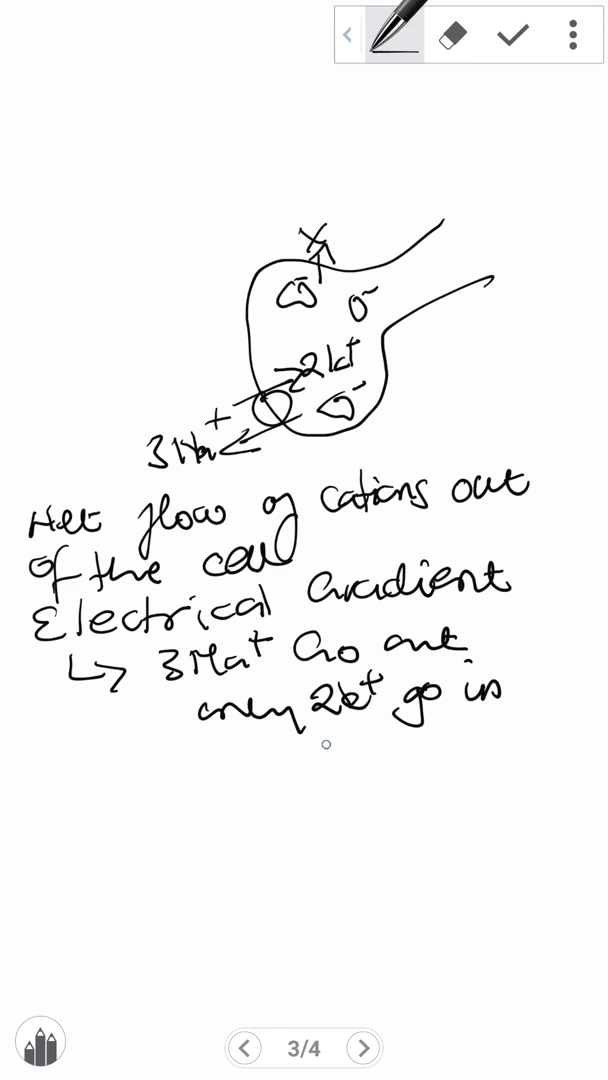 2k+
+
3Na
Net flow of cations out
of the cell
Electrical Gradient
↳ 3Na+ Go out
only 2k+ go in
3/4